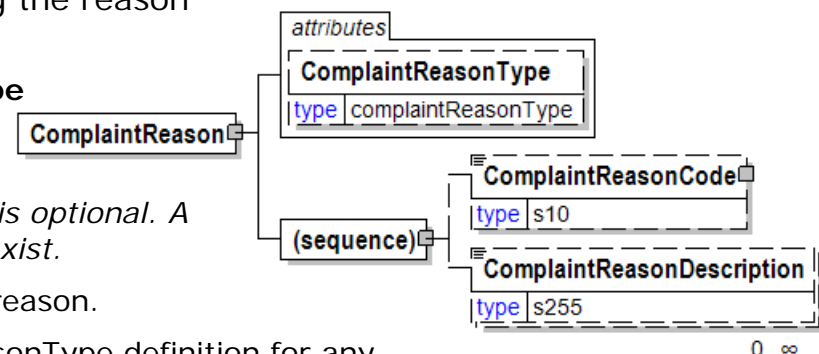 g the reason
attributes
ComplaintReasonType
type complaintReasonType
pe
ComplaintReason
ComplaintReasonCode
type s10
is optional. A
xist.
(sequence)
ComplaintReasonDescription
type s255
reason.
sonType definition for any
0 ∞